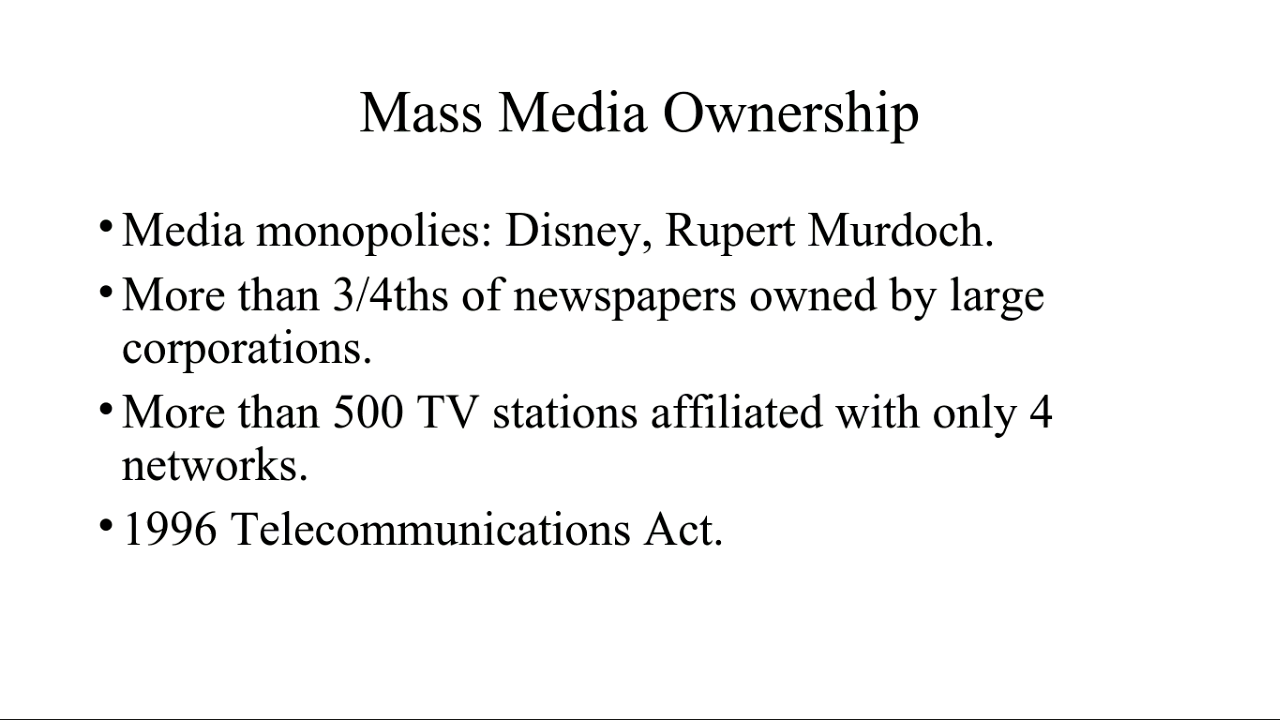 Mass Media Ownership
• Media monopolies: Disney, Rupert Murdoch.
• More than 3/4ths of newspapers owned by large
corporations.
• More than 500 TV stations affiliated with only 4
networks.
• 1996 Telecommunications Act.